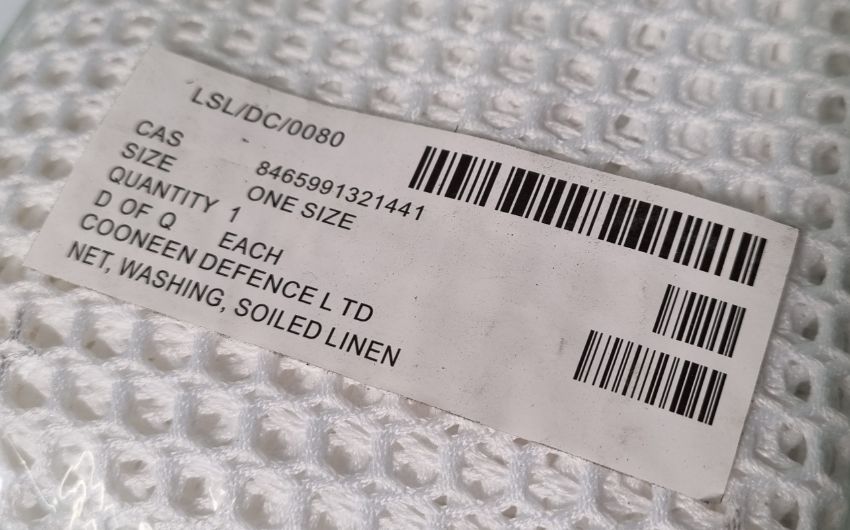 LSL/DC/0080
CAS - 8465991321441
SIZE ONE SIZE
QUANTITY 1
D OF Q EACH
COONEEN DEFENCE L TD
NET, WASHING, SOILED LINEN